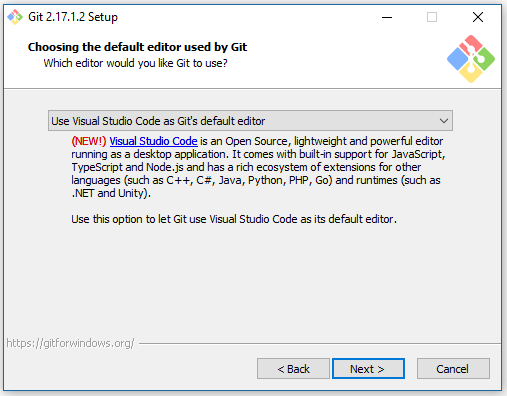 Git 2.17.1.2 Setup
Choosing the default editor used by Git
Which editor would you like Git to use?
Use Visual Studio Code as Git's default editor
(NEW!) Visual Studio Code is an Open Source, lightweight and powerful editor
running as a desktop application. It comes with built-in support for JavaScript,
TypeScript and Node.js and has a rich ecosystem of extensions for other
languages (such as C++, C#, Java, Python, PHP, Go) and runtimes (such as
.NET and Unity).
Use this option to let Git use Visual Studio Code as its default editor.
https://gitforwindows.org/
< Back
Next >
Cancel